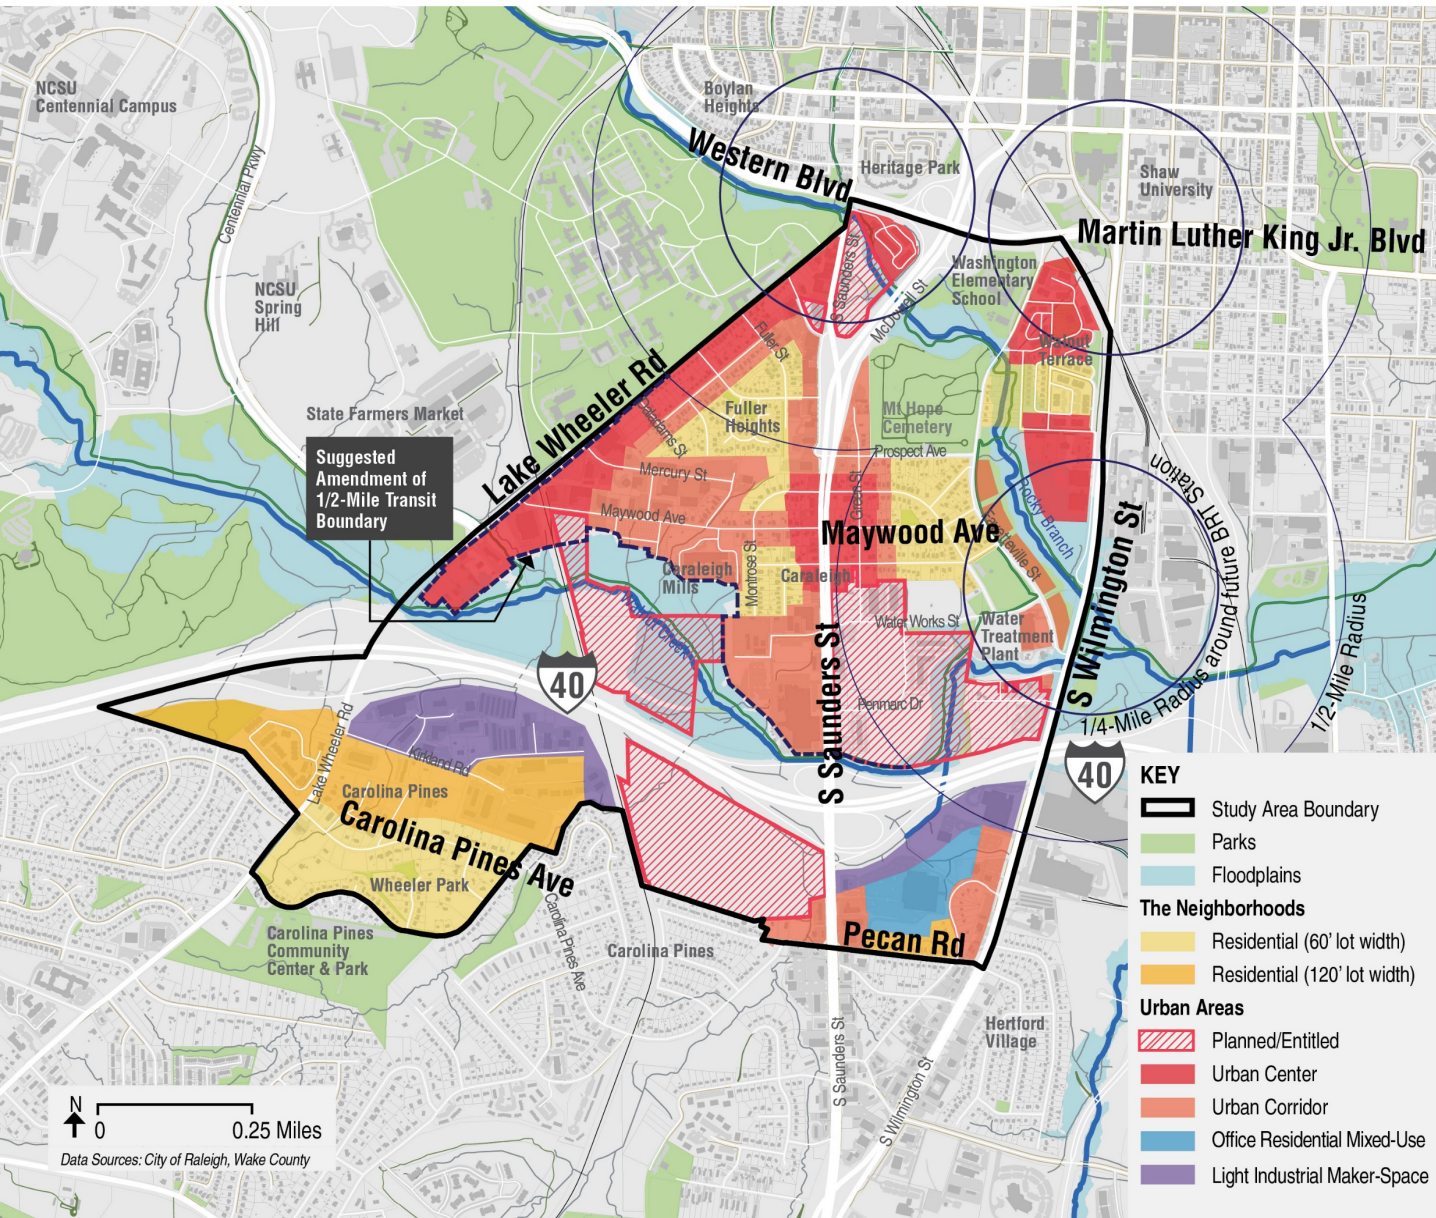 NCSU
Centennial Campus
Centennial Pkwy
Boylan
Heights
Western Blvd
Heritage Park
Shaw
University
Martin Luther King Jr. Blvd
Washington
Elementary
School
NCSU
Spring
Hill
S Saunders St
McDowell St
Walnut
Terrace
Fuller St
Lake Wheeler Rd
State Farmers Market
Fuller
Heights
Mt Hope
Cemetery
Prospect Ave
Suggested
Amendment of
1/2-Mile Transit
Boundary
Mercury St
Maywood Ave
Green St
Maywood Ave
Rocky Branch
Fayetteville St
S Wilmington St
1/4-Mile Radius around future BRT Station
1/2-Mile Radius
Caraleigh
Mills
Montrose St
Caraleigh
Walnut Creek
Water Works St
Water
Treatment
Plant
S Saunders St
Penmarc Dr
40
40
Lake Wheeler Rd
Kirkland Rd
Carolina Pines
Carolina Pines Ave
Wheeler Park
Carolina Pines
Community
Center & Park
Carolina Pines Ave
Carolina Pines
Pecan Rd
S Saunders St
S Wilmington St
Hertford
Village
KEY
Study Area Boundary
Parks
Floodplains
The Neighborhoods
Residential (60' lot width)
Residential (120' lot width)
Urban Areas
Planned/Entitled
Urban Center
Urban Corridor
Office Residential Mixed-Use
Light Industrial Maker-Space
N
0 0.25 Miles
Data Sources: City of Raleigh, Wake County